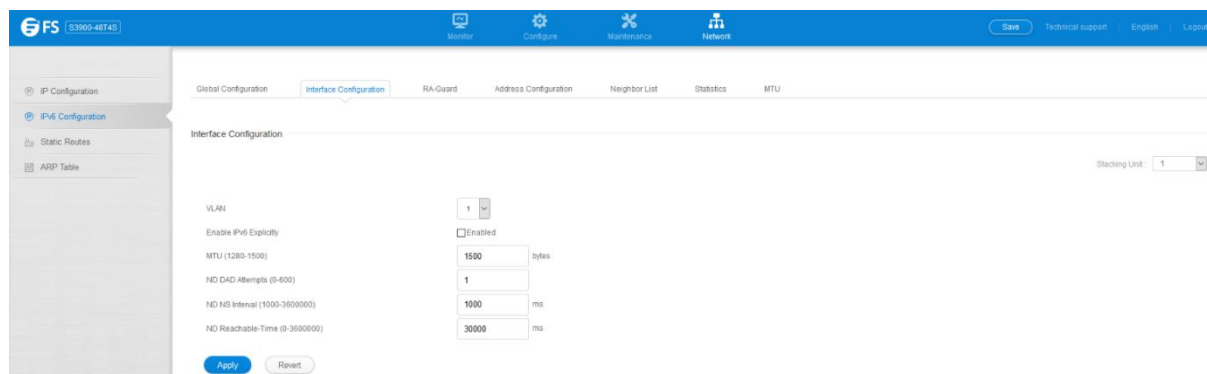 FS S3900-48T4S
Monitor Configure Maintenance Network
Save Technical support English Logout
IP Configuration
IPv6 Configuration
Static Routes
ARP Table
Global Configuration Interface Configuration RA-Guard Address Configuration Neighbor List Statistics MTU
Interface Configuration
Stacking Unit: 1
VLAN 1
Enable IPv6 Explicitly Enabled
MTU (1280-1500) 1500 bytes
ND DAD Attempts (0-600) 1
ND NS Interval (1000-3600000) 1000 ms
ND Reachable-Time (0-3600000) 30000 ms
Apply Revert